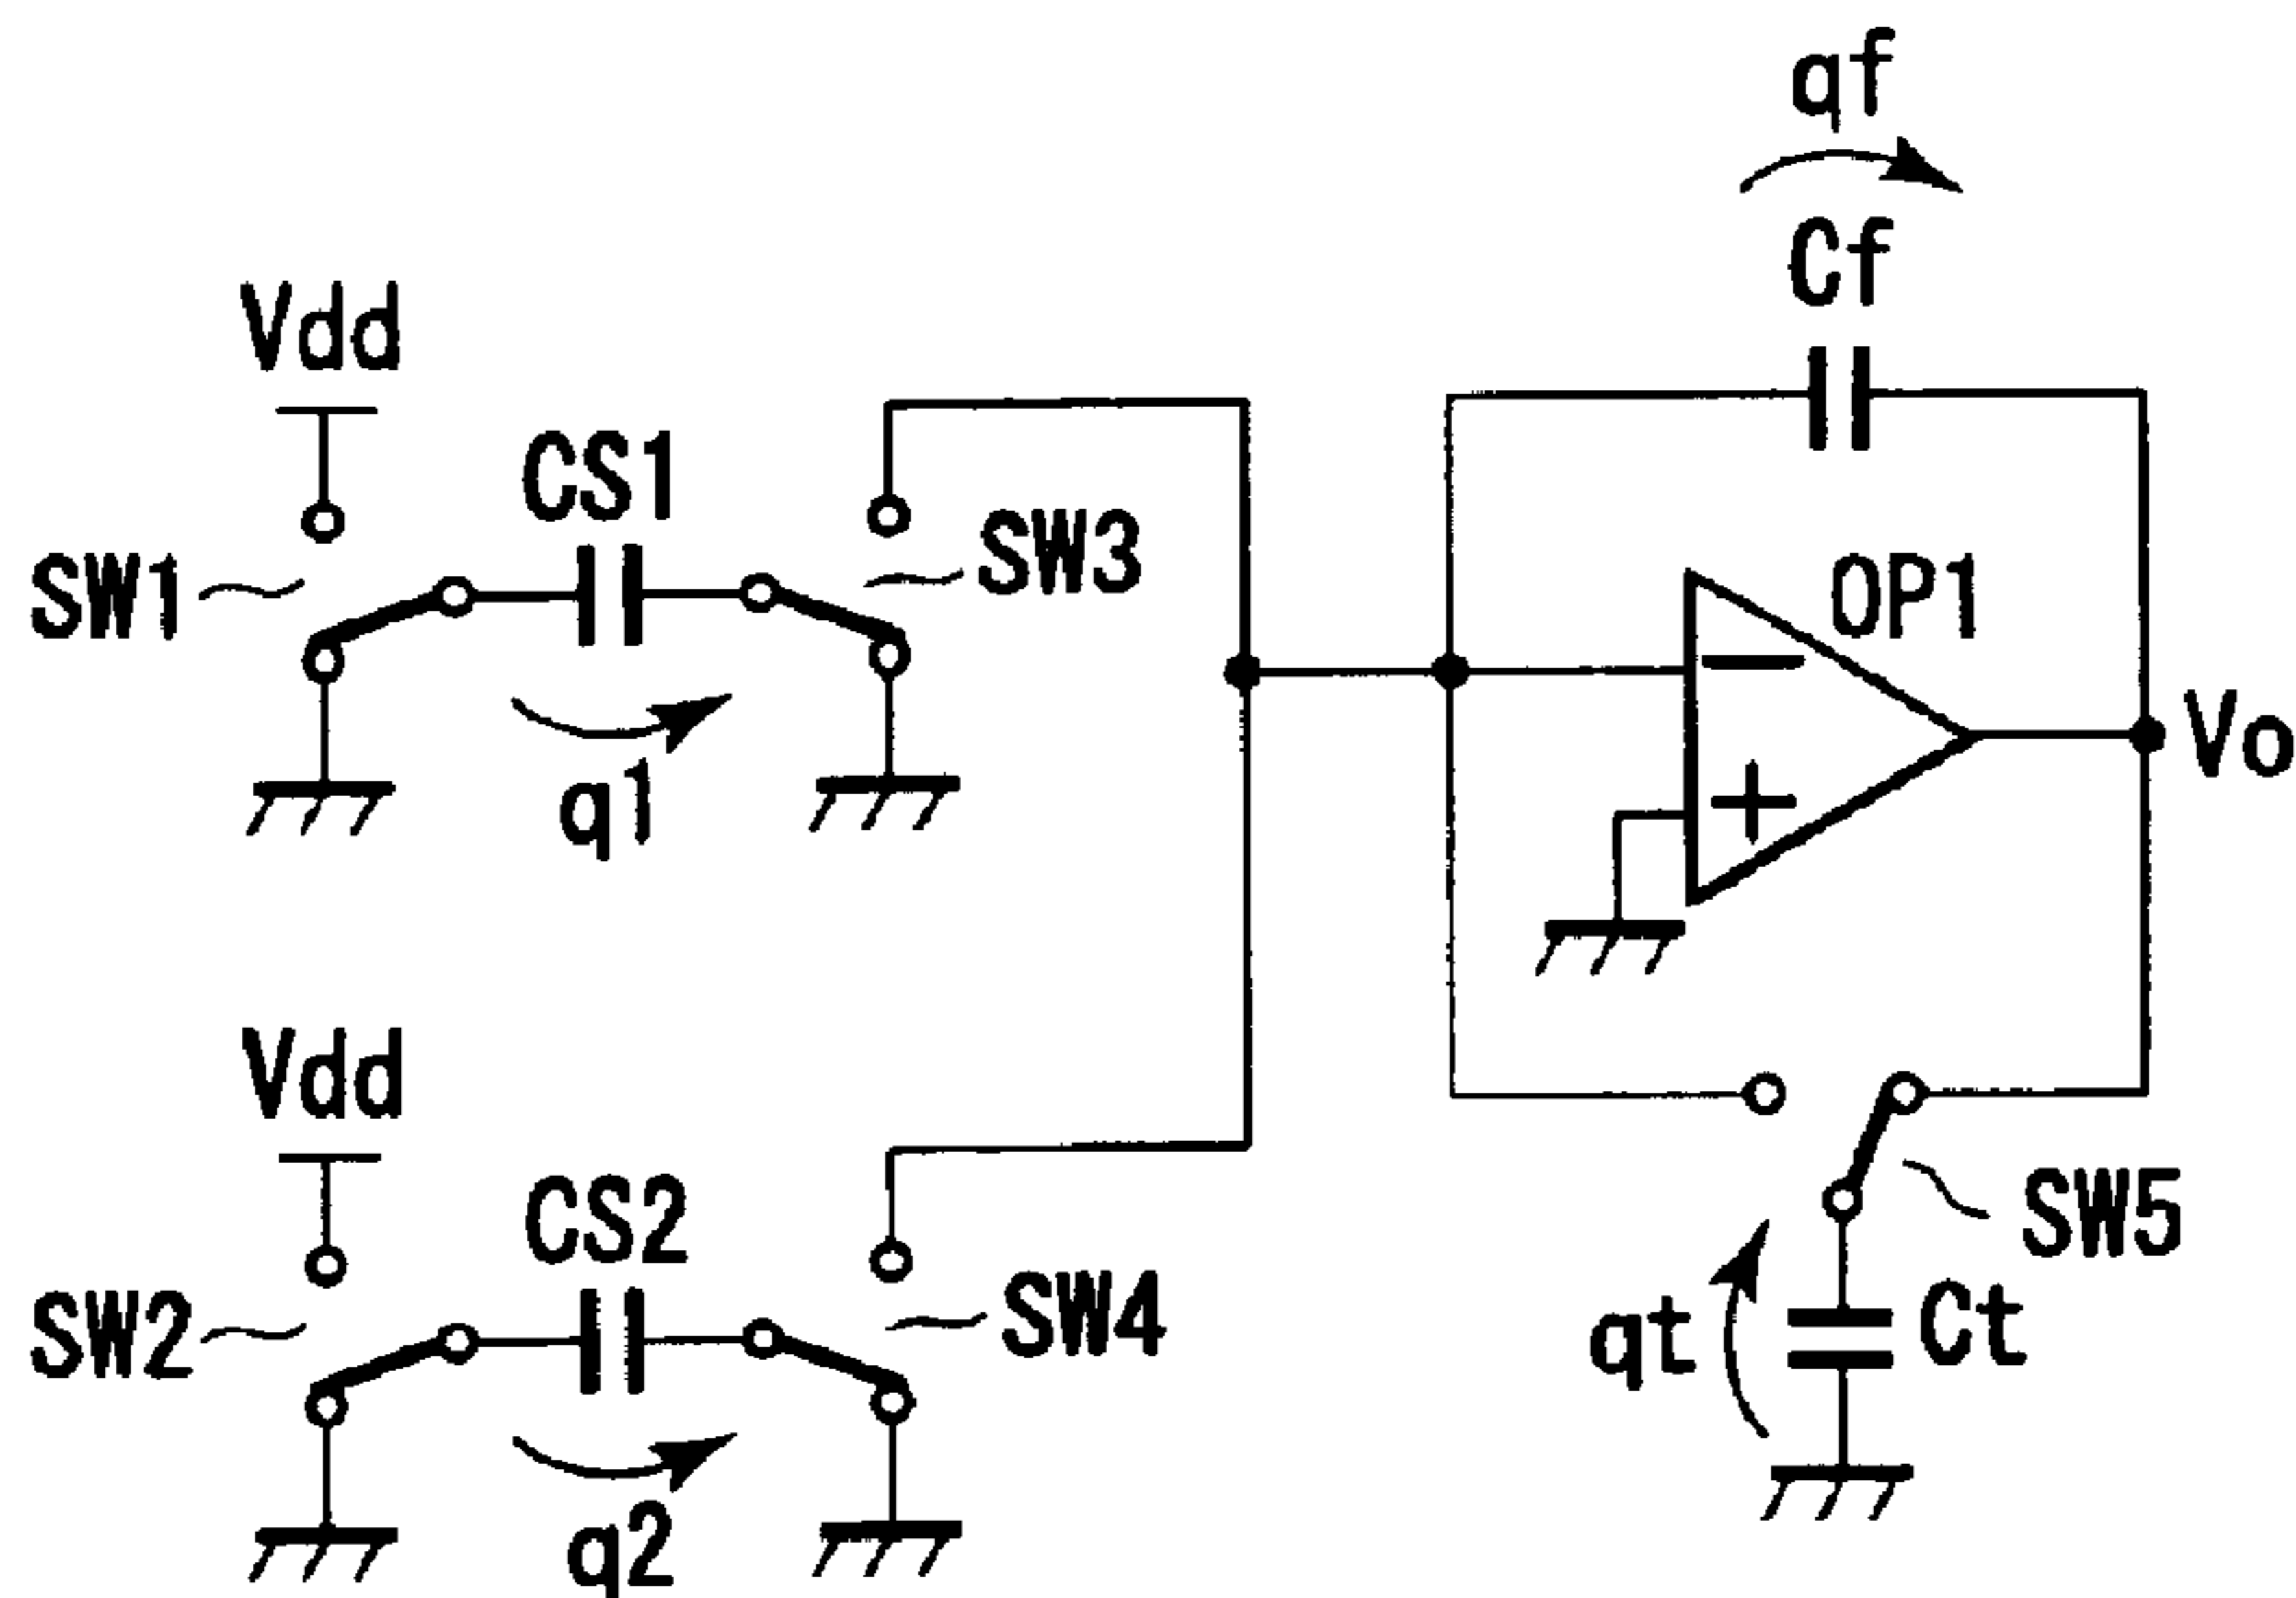 qf
Cf
Vdd
CS1
SW3
SW1
OP1
−
+
Vo
q1
Vdd
CS2
SW5
SW4
SW2
qt
Ct
q2